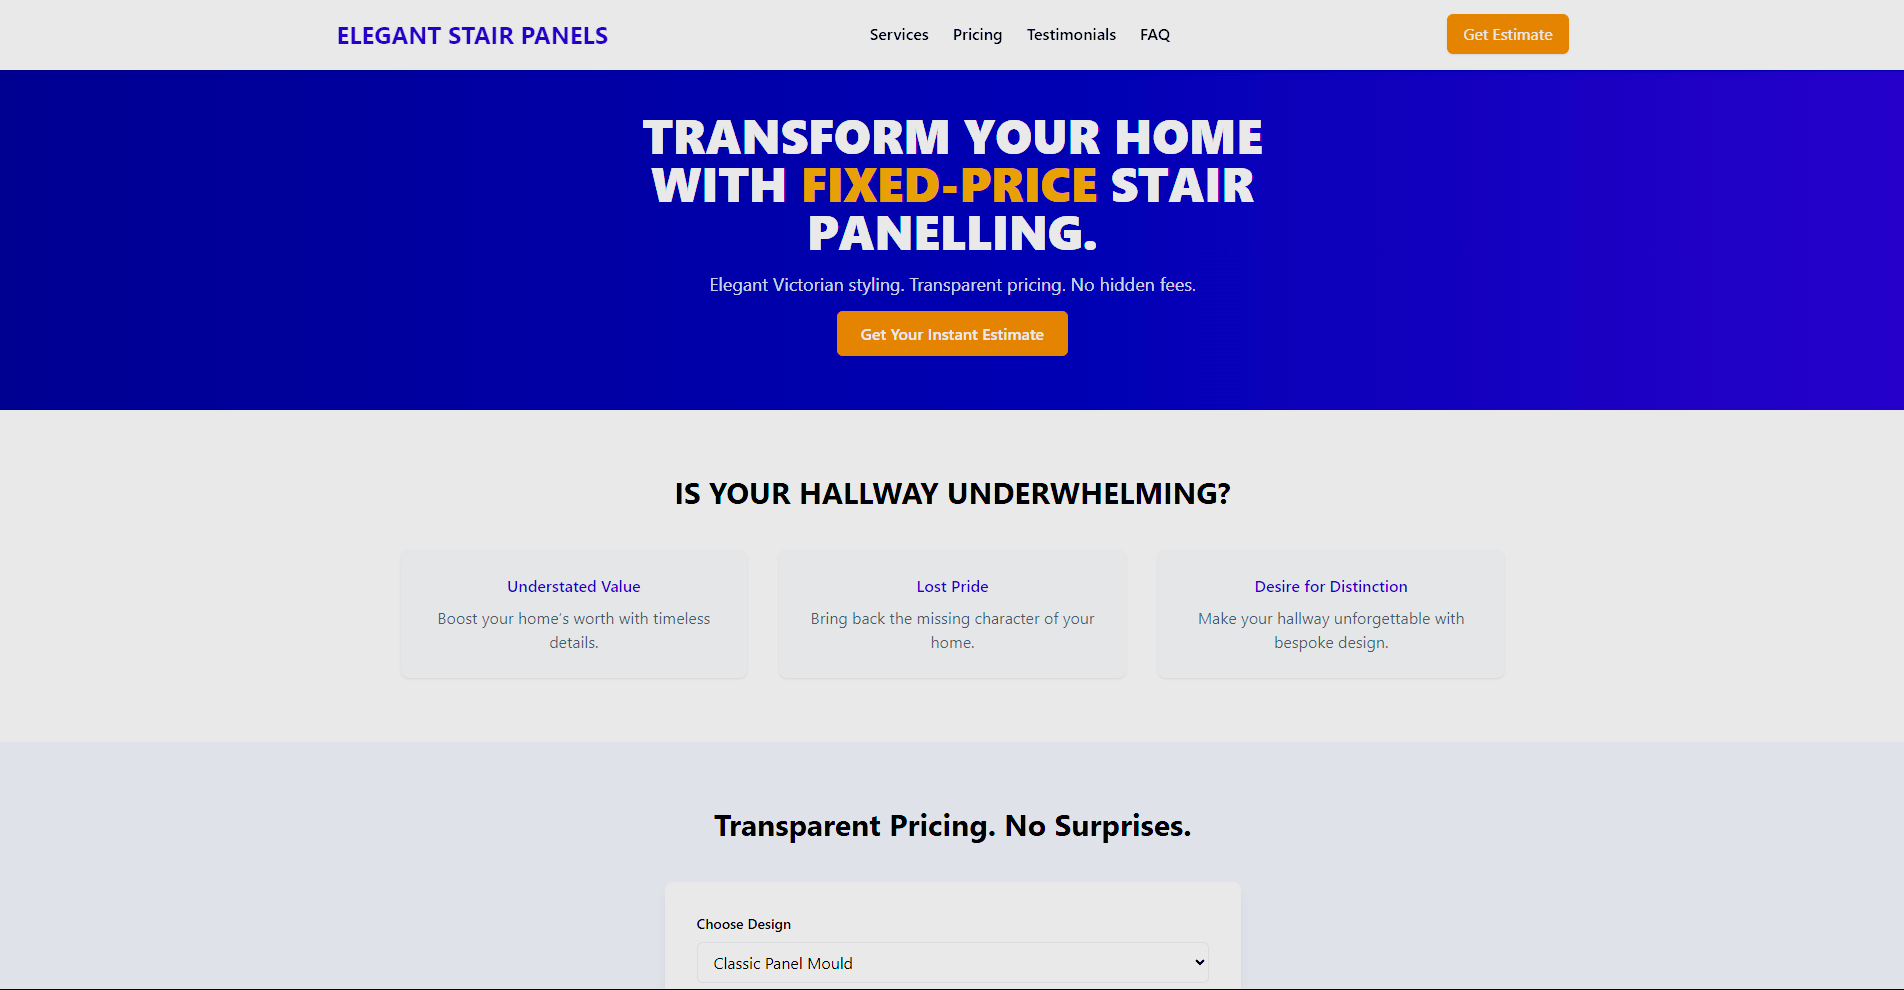 ELEGANT STAIR PANELS
Services Pricing Testimonials FAQ
Get Estimate
TRANSFORM YOUR HOME
WITH FIXED-PRICE STAIR
PANELLING.
Elegant Victorian styling. Transparent pricing. No hidden fees.
Get Your Instant Estimate
IS YOUR HALLWAY UNDERWHELMING?
Understated Value
Boost your home's worth with timeless
details.
Lost Pride
Bring back the missing character of your
home.
Desire for Distinction
Make your hallway unforgettable with
bespoke design.
Transparent Pricing. No Surprises.
Choose Design
Classic Panel Mould